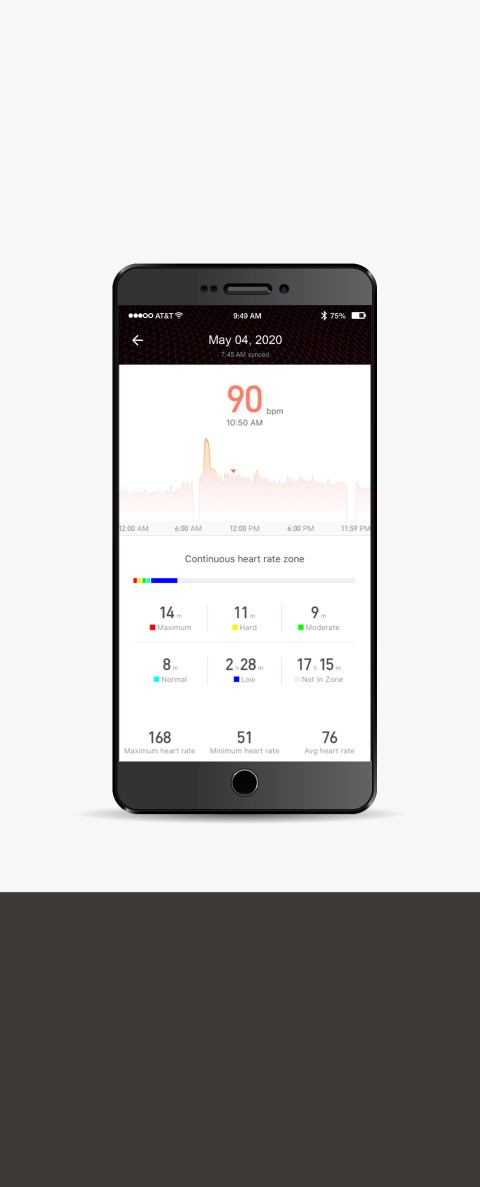 AT&T 9:49 AM 75%
May 04, 2020
7:45 AM synced
90 bpm
10:50 AM
12:00 AM 6:00 AM 12:00 PM 6:00 PM 11:59 PM
Continuous heart rate zone
14 m 11 m 9 m
Maximum Hard Moderate
8 m 2 h 28 m 17 h 15 m
Normal Low Not in Zone
168 51 76
Maximum heart rate Minimum heart rate Avg heart rate